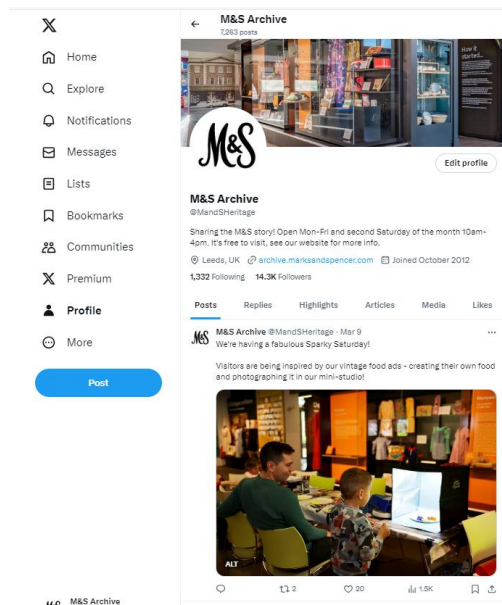 M&S Archive
7,263 posts
Home
Explore
Notifications
Messages
Lists
Bookmarks
Communities
Premium
Profile
More
Post
How it
started...
M&S
Edit profile
M&S Archive
@MandSHeritage
Sharing the M&S story! Open Mon-Fri and second Saturday of the month 10am-
4pm. It's free to visit, see our website for more info.
Leeds, UK archive.marksandspencer.com Joined October 2012
1,332 Following 14.3K Followers
Posts Replies Highlights Articles Media Likes
M&S
M&S Archive @MandSHeritage · Mar 9
We're having a fabulous Sparky Saturday!
Visitors are being inspired by our vintage food ads - creating their own food
and photographing it in our mini-studio!
ALT
2 20 1.5K
M&S Archive